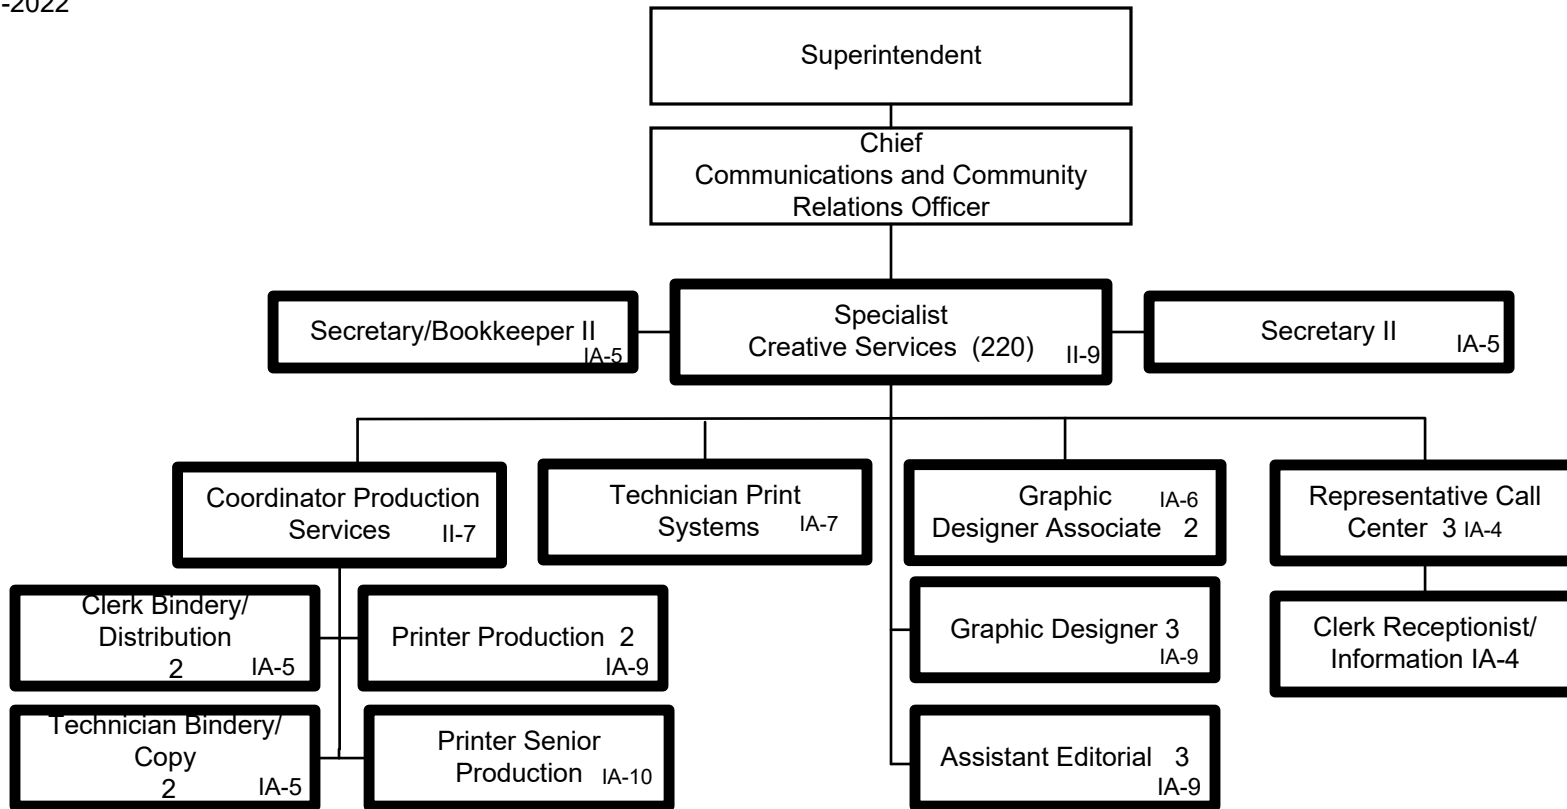 -2022
Superintendent
Chief
Communications and Community
Relations Officer
Secretary/Bookkeeper II
IA-5
Specialist
Creative Services (220) II-9
Secretary II
IA-5
Coordinator Production
Services II-7
Technician Print
Systems IA-7
Graphic IA-6
Designer Associate 2
Representative Call
Center 3 IA-4
Clerk Bindery/
Distribution
2 IA-5
Printer Production 2
IA-9
Graphic Designer 3
IA-9
Clerk Receptionist/
Information IA-4
Technician Bindery/
Copy
2 IA-5
Printer Senior
Production IA-10
Assistant Editorial 3
IA-9